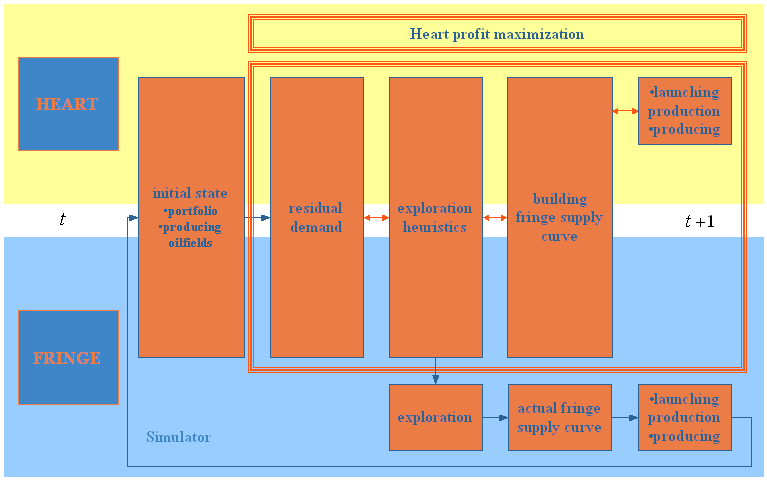 Heart profit maximization
HEART
•launching
production
•producing
initial state
•portfolio
•producing
oilfields
residual
demand
exploration
heuristics
building
fringe supply
curve
t
t +1
FRINGE
Simulator
exploration
actual fringe
supply curve
•launching
production
•producing